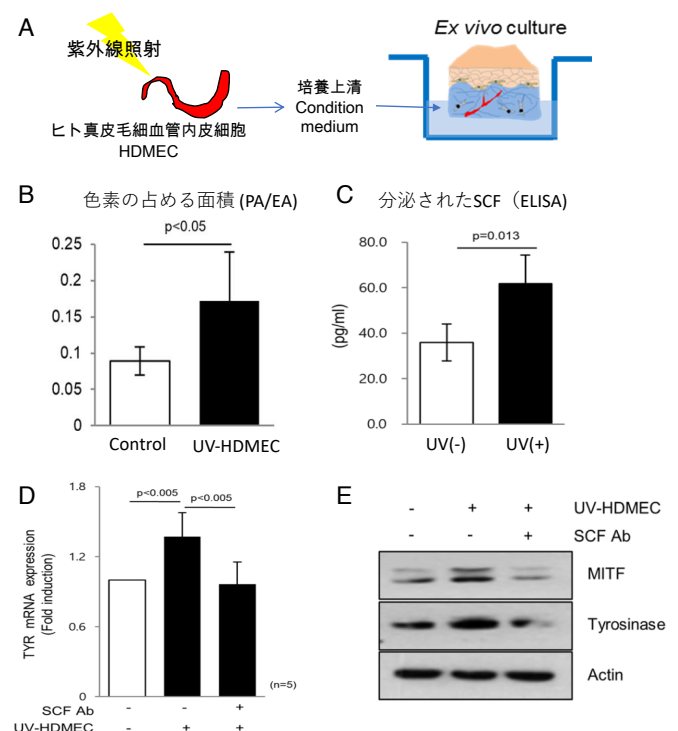 A
紫外線照射
ヒト真皮毛細血管内皮細胞
HDMEC
培養上清
Condition
medium
Ex vivo culture
B
色素の占める面積 (PA/EA)
p<0.05
0.25
0.2
0.15
0.1
0.05
0
Control
UV-HDMEC
C
分泌されたSCF（ELISA)
p=0.013
80.0
60.0
40.0
20.0
0.0
(pg/ml)
UV(-)
UV(+)
D
TYR mRNA expression
(Fold induction)
1.8
1.2
0.6
0
p<0.005
p<0.005
(n=5)
SCF Ab - - +
UV-HDMEC - + +
E
- + + UV-HDMEC
- - + SCF Ab
MITF
Tyrosinase
Actin